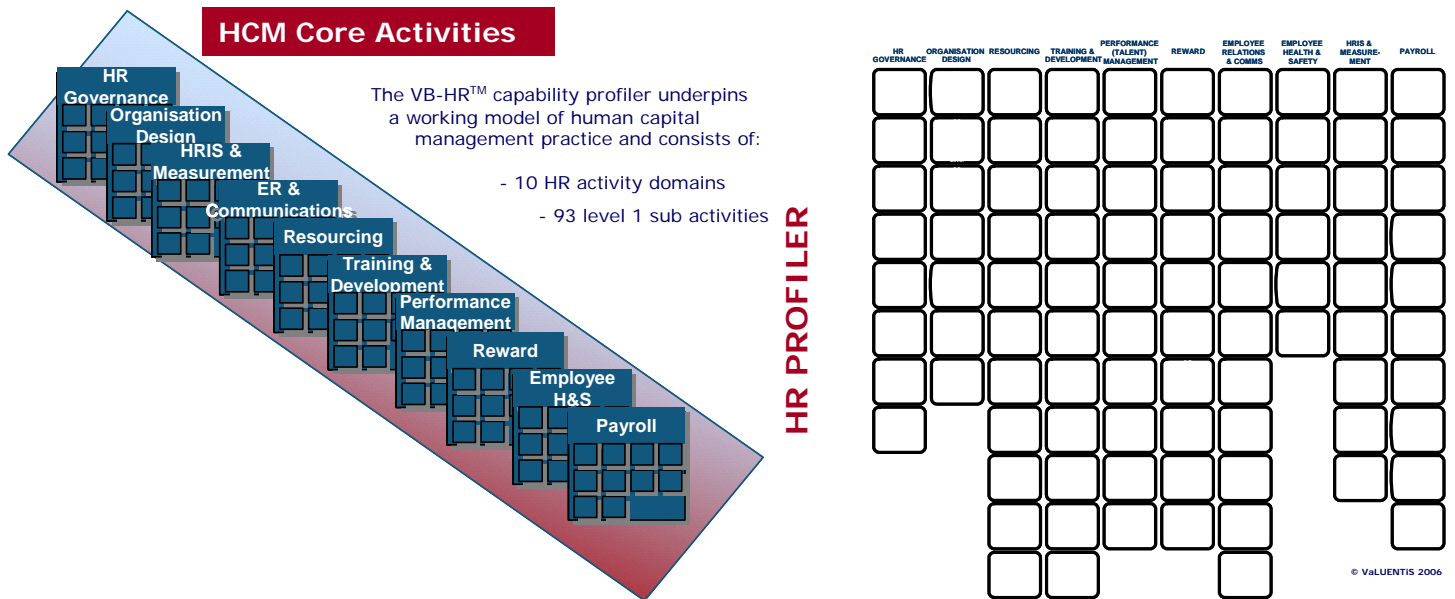 HCM Core Activities
HR
Governance
Organisation
Design
HRIS &
Measurement
ER &
Communications
Resourcing
Training &
Development
Performance
Management
Reward
Employee
H&S
Payroll
The VB-HR™ capability profiler underpins
a working model of human capital
management practice and consists of:
- 10 HR activity domains
- 93 level 1 sub activities
HR PROFILER
HR
GOVERNANCE
ORGANISATION
DESIGN
RESOURCING
TRAINING &
DEVELOPMENT
PERFORMANCE
(TALENT)
MANAGEMENT
REWARD
EMPLOYEE
RELATIONS
& COMMS
EMPLOYEE
HEALTH &
SAFETY
HRIS &
MEASURE-
MENT
PAYROLL
© VaLUENTiS 2006